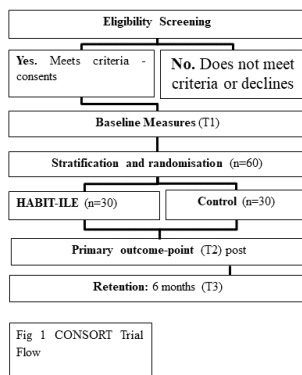 Eligibility Screening
Yes. Meets criteria -
consents
No. Does not meet
criteria or declines
Baseline Measures (T1)
Stratification and randomisation (n=60)
HABIT-ILE (n=30)
Control (n=30)
Primary outcome-point (T2) post
Retention: 6 months (T3)
Fig 1 CONSORT Trial
Flow